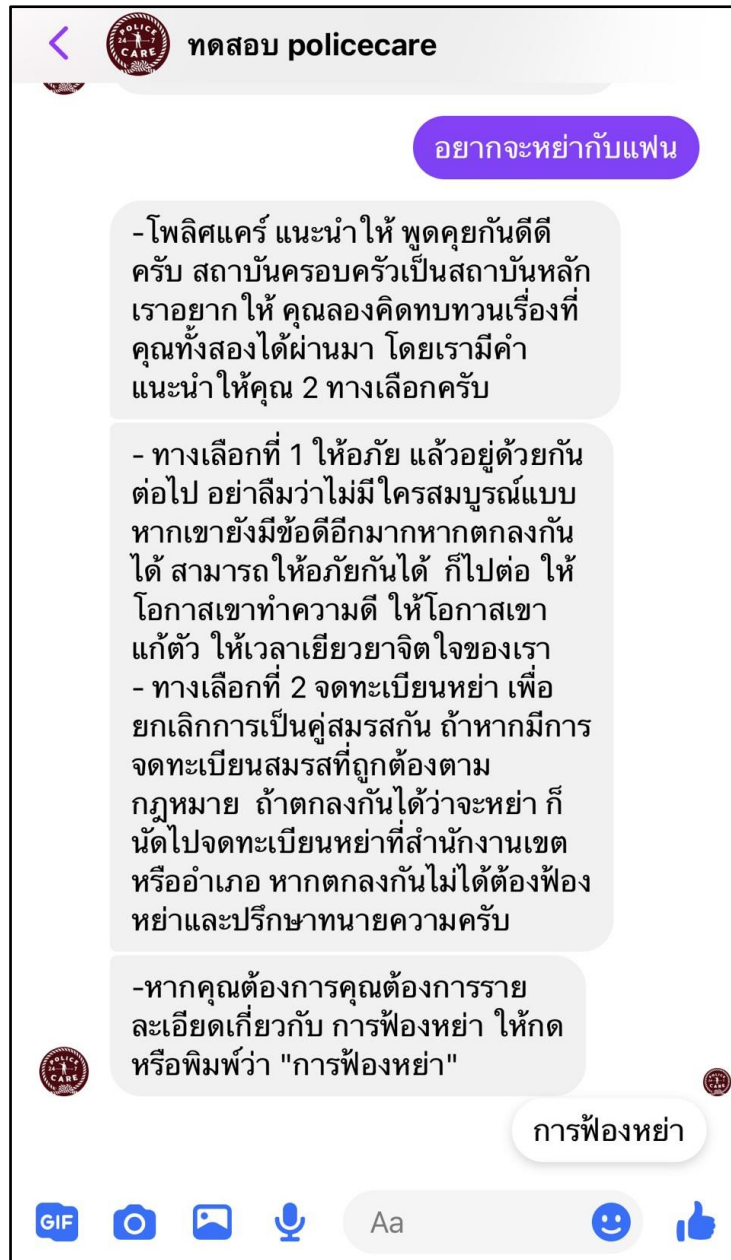 ทดสอบ policecare
อยากจะหย่ากับแฟน
-โพลิศแคร์ แนะนำให้ พูดคุยกันดีดี
ครับ สถาบันครอบครัวเป็นสถาบันหลัก
เราอยากให้ คุณลองคิดทบทวนเรื่องที่
คุณทั้งสองได้ผ่านมา โดยเรามีคำ
แนะนำให้คุณ 2 ทางเลือกครับ
- ทางเลือกที่ 1 ให้อภัย แล้วอยู่ด้วยกัน
ต่อไป อย่าลืมว่าไม่มีใครสมบูรณ์แบบ
หากเขายังมีข้อดีอีกมากหากตกลงกัน
ได้ สามารถให้อภัยกันได้  ก็ไปต่อ ให้
โอกาสเขาทำความดี ให้โอกาสเขา
แก้ตัว ให้เวลาเยียวยาจิตใจของเรา
- ทางเลือกที่ 2 จดทะเบียนหย่า เพื่อ
ยกเลิกการเป็นคู่สมรสกัน ถ้าหากมีการ
จดทะเบียนสมรสที่ถูกต้องตาม
กฎหมาย  ถ้าตกลงกันได้ว่าจะหย่า ก็
นัดไปจดทะเบียนหย่าที่สำนักงานเขต
หรืออำเภอ หากตกลงกันไม่ได้ต้องฟ้อง
หย่าและปรึกษาทนายความครับ
-หากคุณต้องการคุณต้องการราย
ละเอียดเกี่ยวกับ การฟ้องหย่า ให้กด
หรือพิมพ์ว่า "การฟ้องหย่า"
POLICE
24 7
CARE
การฟ้องหย่า
GIF
Aa